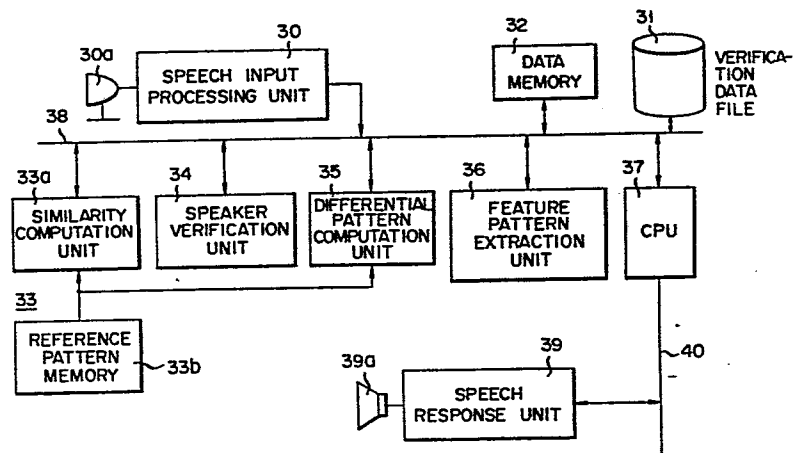 30a
30
SPEECH INPUT
PROCESSING UNIT
32
DATA
MEMORY
31
VERIFICA-
TION
DATA
FILE
38
33a
SIMILARITY
COMPUTATION
UNIT
34
SPEAKER
VERIFICATION
UNIT
35
DIFFERENTIAL
PATTERN
COMPUTATION
UNIT
36
FEATURE
PATTERN
EXTRACTION
UNIT
37
CPU
33
REFERENCE
PATTERN
MEMORY
33b
39a
39
SPEECH
RESPONSE UNIT
40